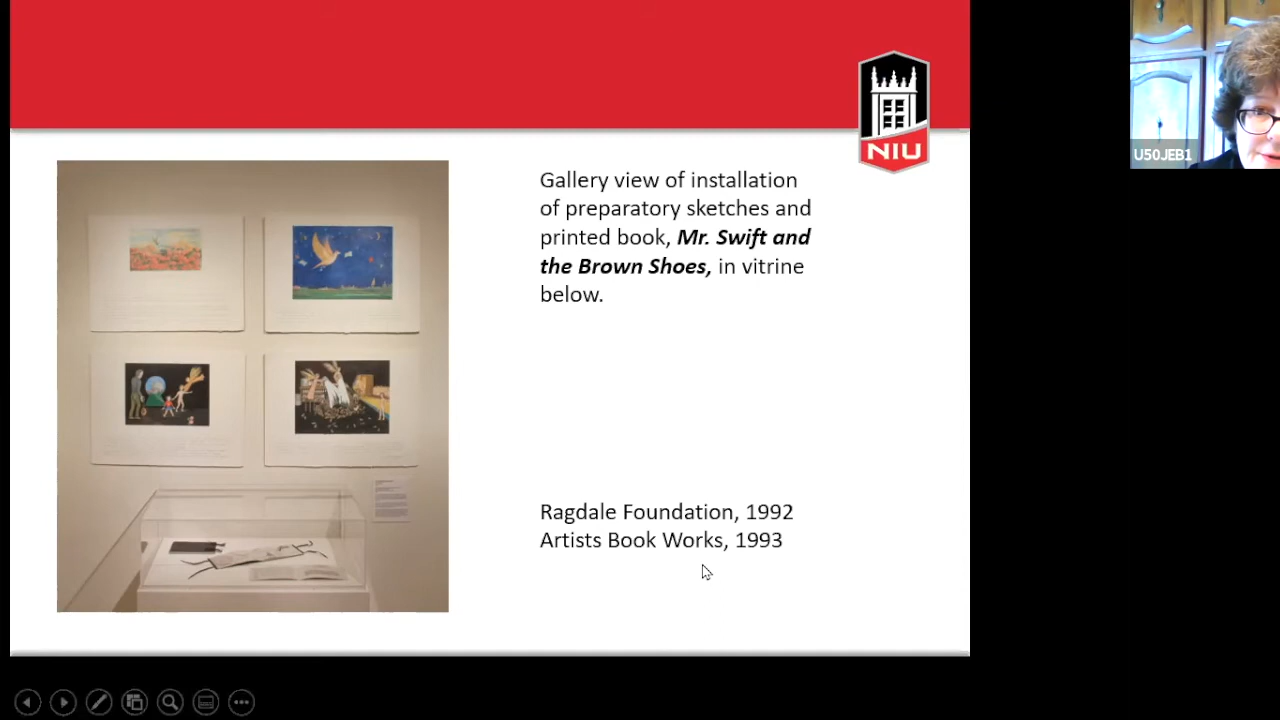 NIU
Gallery view of installation
of preparatory sketches and
printed book, Mr. Swift and
the Brown Shoes, in vitrine
below.
Ragdale Foundation, 1992
Artists Book Works, 1993
U50JEB1